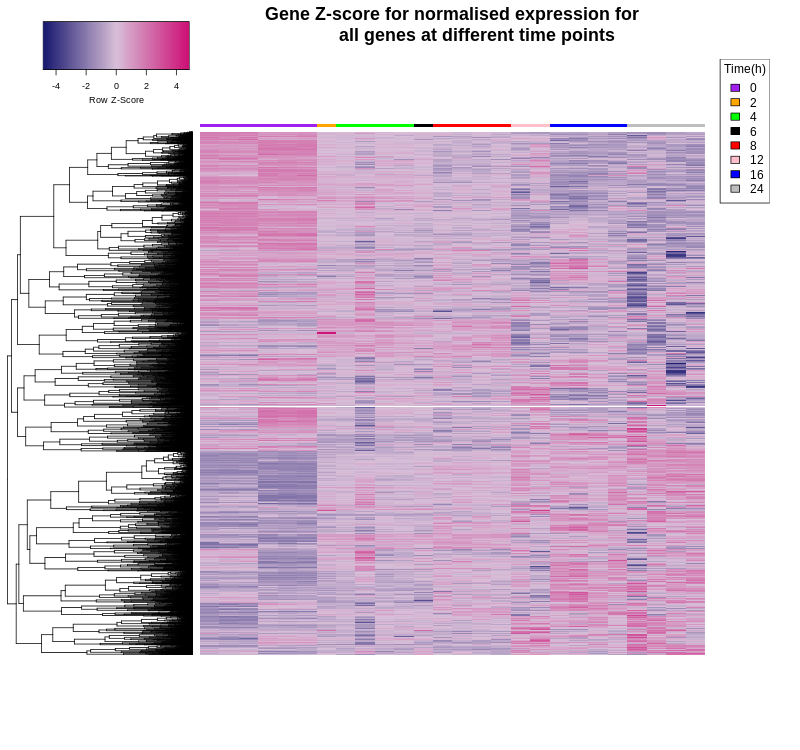 Gene Z-score for normalised expression for
all genes at different time points
-4 -2 0 2 4
Row Z-Score
Time(h)
0
2
4
6
8
12
16
24